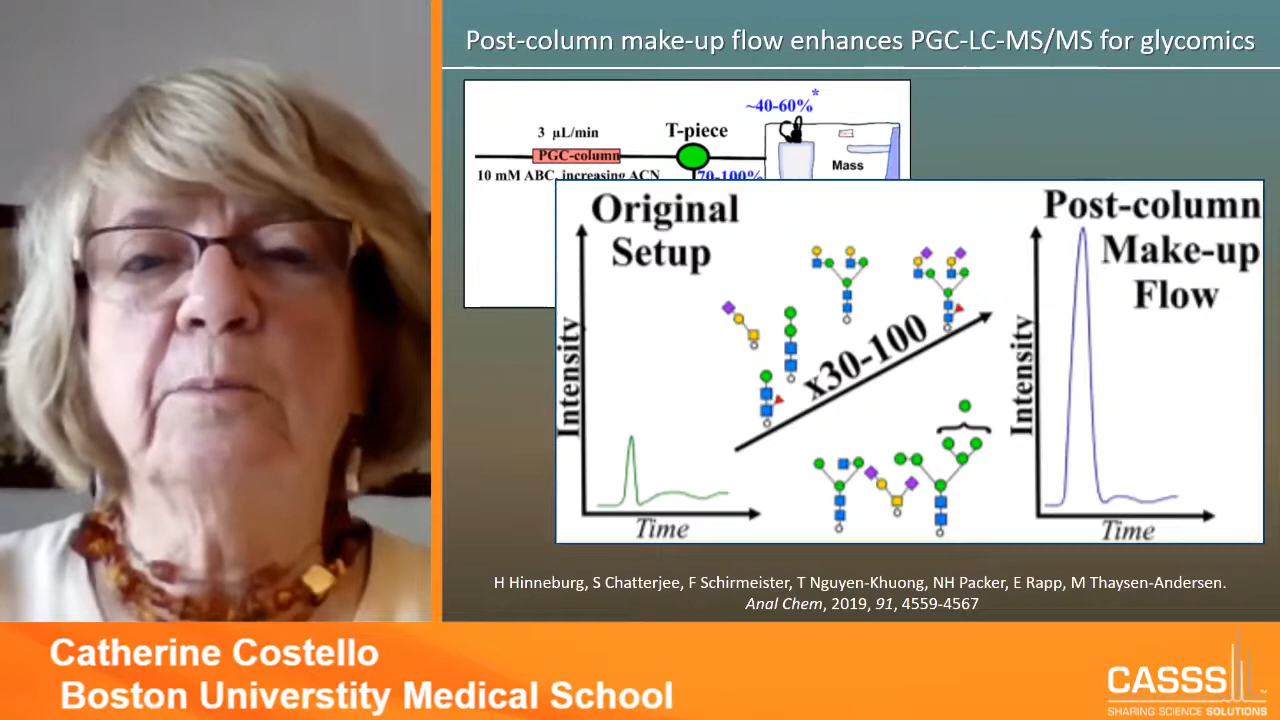 Post-column make-up flow enhances PGC-LC-MS/MS for glycomics
~40-60%*
3 µL/min
T-piece
PGC-column
Mass
10 mM ABC, increasing ACN
70-100%
Original
Setup
Intensity
Time
x30-100
Post-column
Make-up
Flow
Intensity
Time
H Hinneburg, S Chatterjee, F Schirmeister, T Nguyen-Khuong, NH Packer, E Rapp, M Thaysen-Andersen.
Anal Chem, 2019, 91, 4559-4567
Catherine Costello
Boston Universtity Medical School
CASSS
SHARING SCIENCE SOLUTIONS